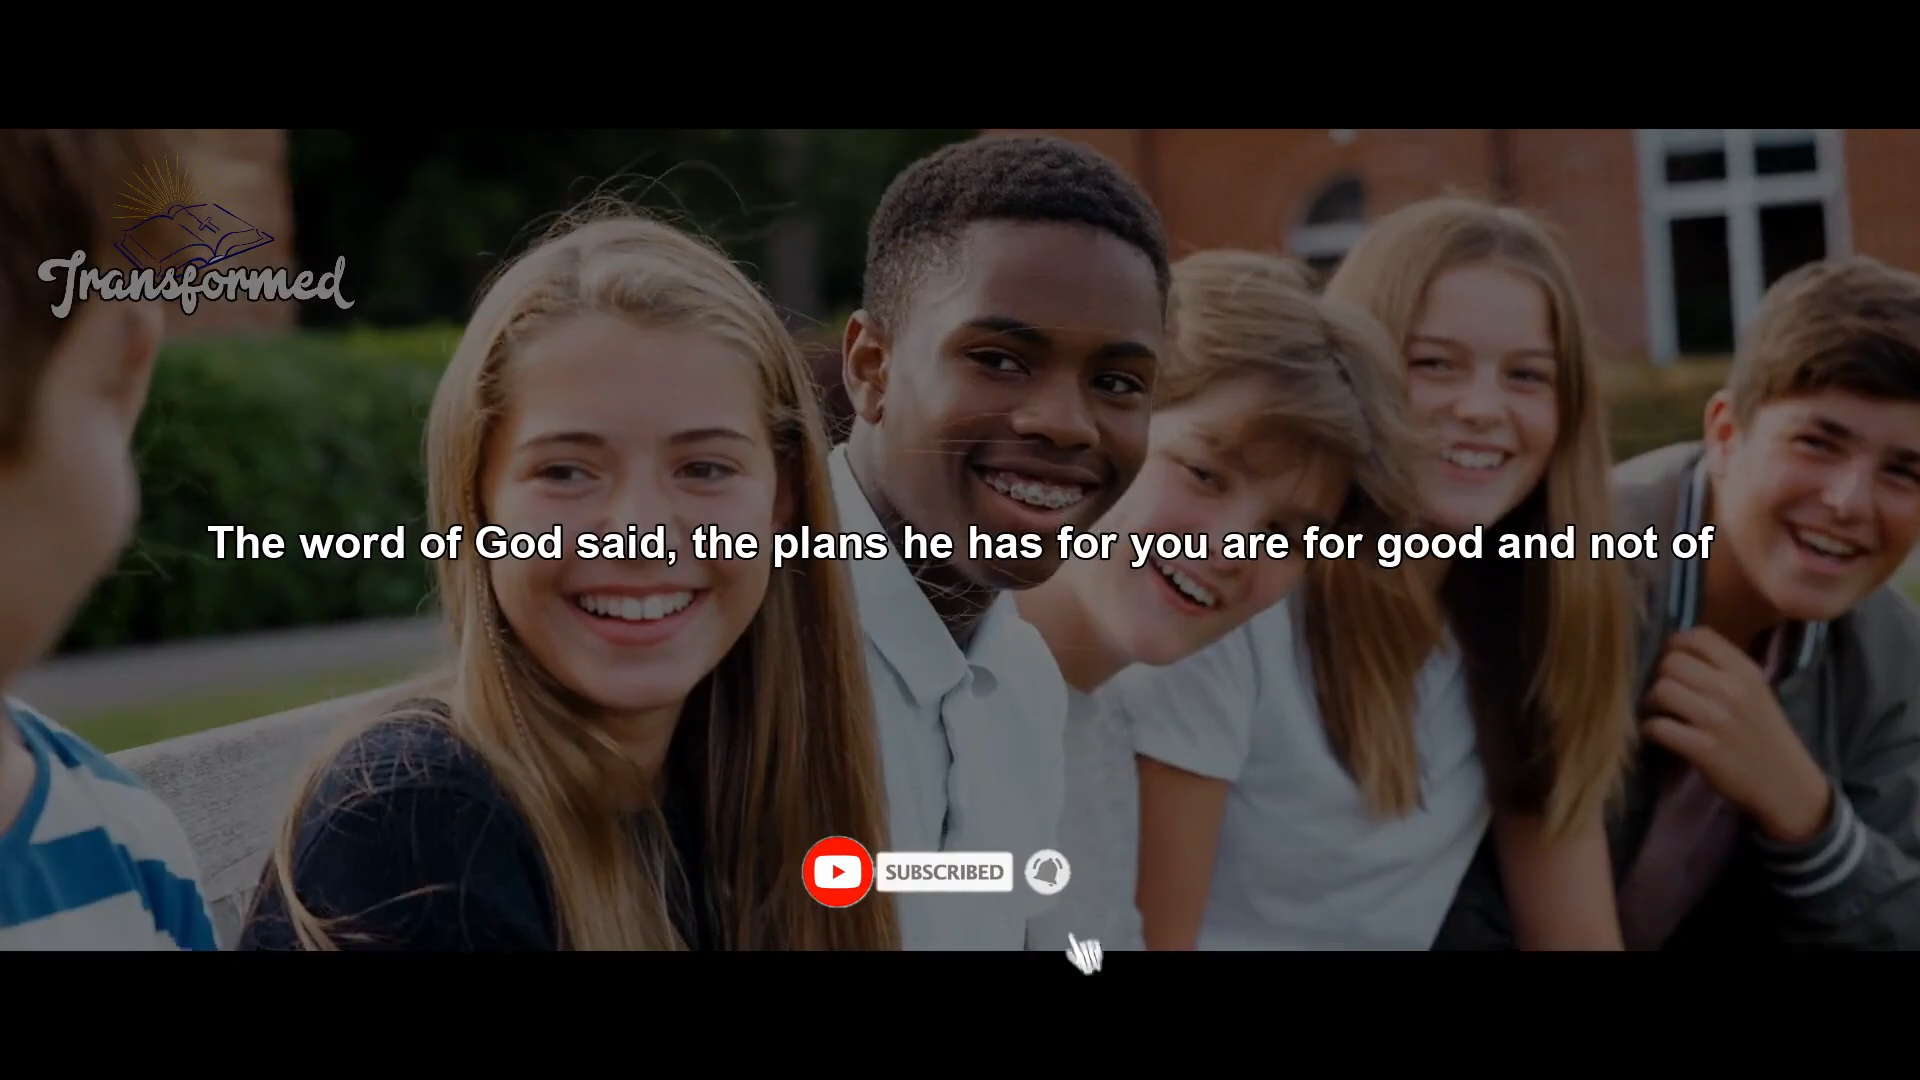 Transformed
The word of God said, the plans he has for you are for good and not of
SUBSCRIBED